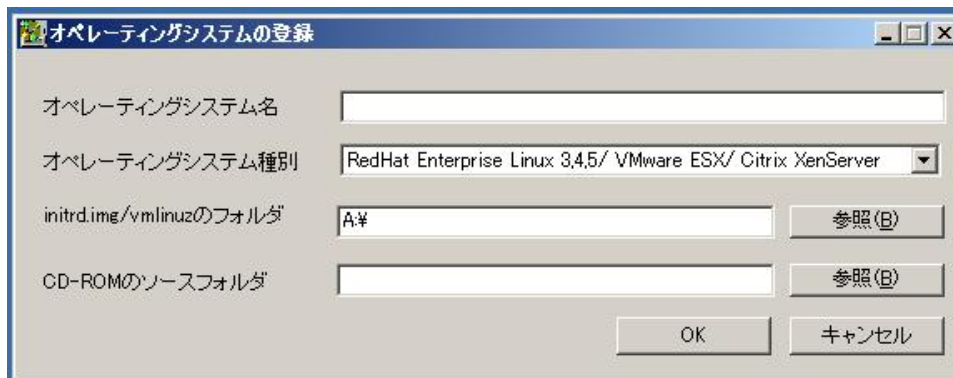 オペレーティングシステムの登録
オペレーティングシステム名
オペレーティングシステム種別 RedHat Enterprise Linux 3,4,5/ VMware ESX/ Citrix XenServer
initrd.img/vmlinuzのフォルダ A:¥ 参照(B)
CD-ROMのソースフォルダ 参照(B)
OK キャンセル